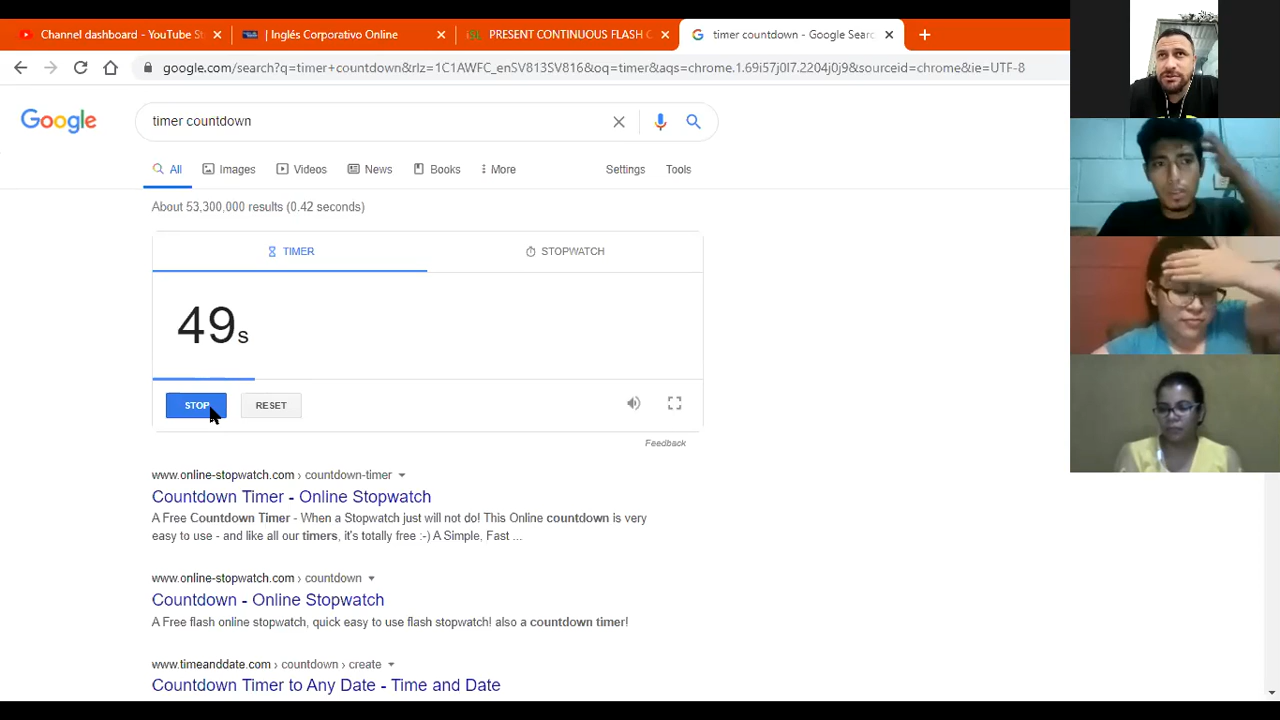 Channel dashboard - YouTube S
| Inglés Corporativo Online
PRESENT CONTINUOUS FLASH C
timer countdown - Google Searc
google.com/search?q=timer+countdown&rlz=1C1A
_enSV813SV816&oq=timer&aqs=chrome.1.69i57j0l7.2204j0j9&sourceid=chrome&ie=UTF-8
Google
timer countdown
All
Images
Videos
News
Books
More
Settings
Tools
About 53,300,000 results (0.42 seconds)
TIMER
STOPWATCH
49s
STOP
RESET
Feedback
www.online-stopwatch.com › countdown-timer
Countdown Timer - Online Stopwatch
A Free Countdown Timer - When a Stopwatch just will not do! This Online countdown is very
easy to use - and like all our timers, it's totally free :-) A Simple, Fast ...
www.online-stopwatch.com › countdown
Countdown - Online Stopwatch
A Free flash online stopwatch, quick easy to use flash stopwatch! also a countdown timer!
www.timeanddate.com › countdown › create
Countdown Timer to Any Date - Time and Date